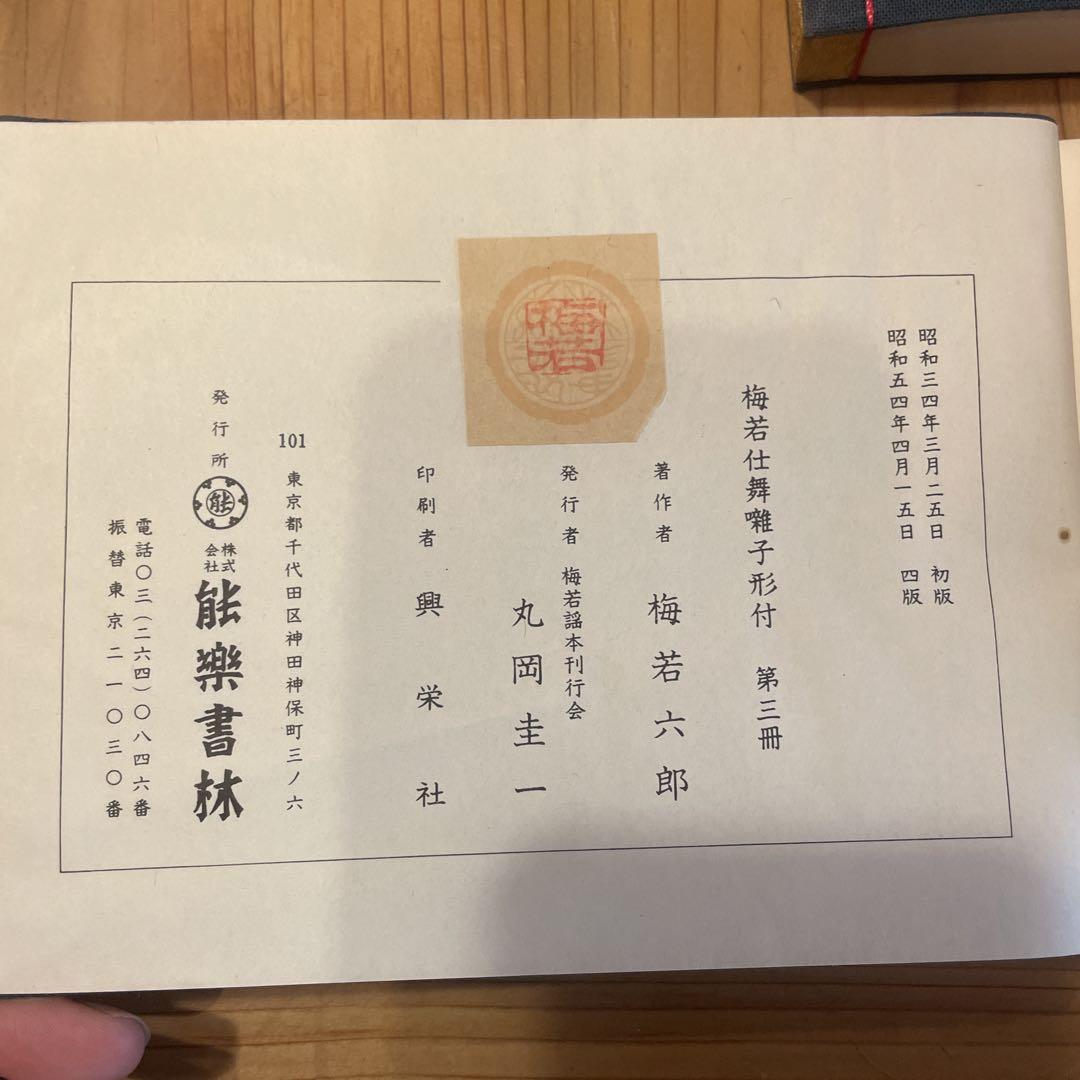 昭和三四年三月二五日　初版
昭和五四年四月一五日　四版
梅若仕舞囃子形付　第三冊
著作者　梅若六郎
発行者　梅若謡本刊行会
丸岡圭一
梅若
印刷者　興栄社
101　東京都千代田区神田神保町三ノ六
発行所　能　株式会社　能樂書林
電話〇三(二六四)〇八四六番
振替東京二一〇三〇番